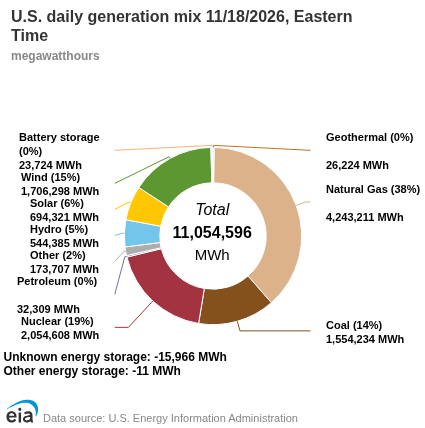 U.S. daily generation mix 11/18/2026, Eastern
Time
megawatthours
Battery storage
(0%)
23,724 MWh
Wind (15%)
1,706,298 MWh
Solar (6%)
694,321 MWh
Hydro (5%)
544,385 MWh
Other (2%)
173,707 MWh
Petroleum (0%)
32,309 MWh
Nuclear (19%)
2,054,608 MWh
Total
11,054,596
MWh
Geothermal (0%)
26,224 MWh
Natural Gas (38%)
4,243,211 MWh
Coal (14%)
1,554,234 MWh
Unknown energy storage: -15,966 MWh
Other energy storage: -11 MWh
eia
Data source: U.S. Energy Information Administration